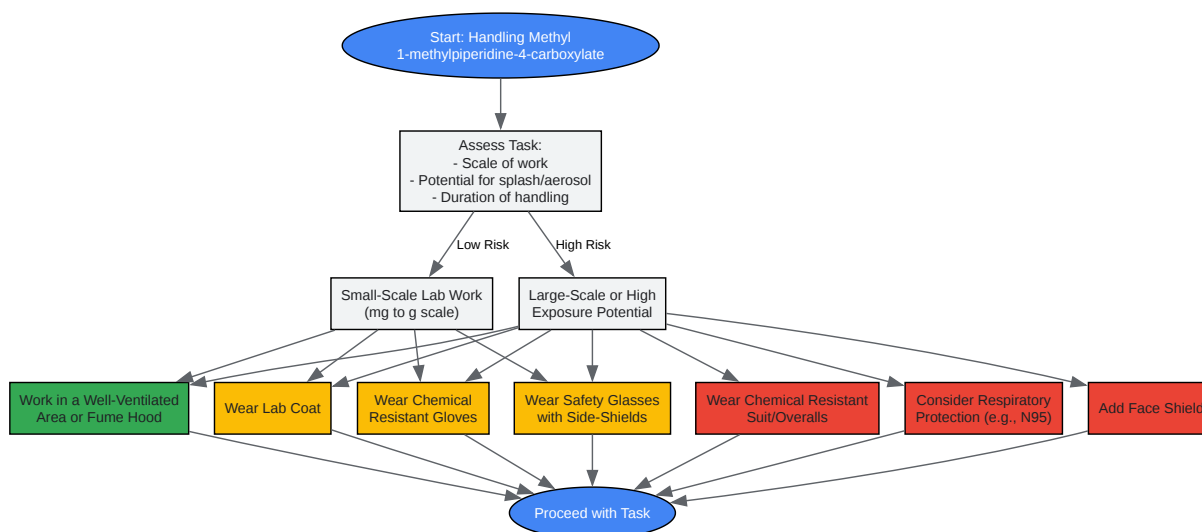 Start: Handling Methyl
1-methylpiperidine-4-carboxylate
Assess Task:
- Scale of work
- Potential for splash/aerosol
- Duration of handling
Low Risk
High Risk
Small-Scale Lab Work
(mg to g scale)
Large-Scale or High
Exposure Potential
Work in a Well-Ventilated
Area or Fume Hood
Wear Lab Coat
Wear Chemical
Resistant Gloves
Wear Safety Glasses
with Side-Shields
Wear Chemical Resistant
Suit/Overalls
Consider Respiratory
Protection (e.g., N95)
Add Face Shield
Proceed with Task